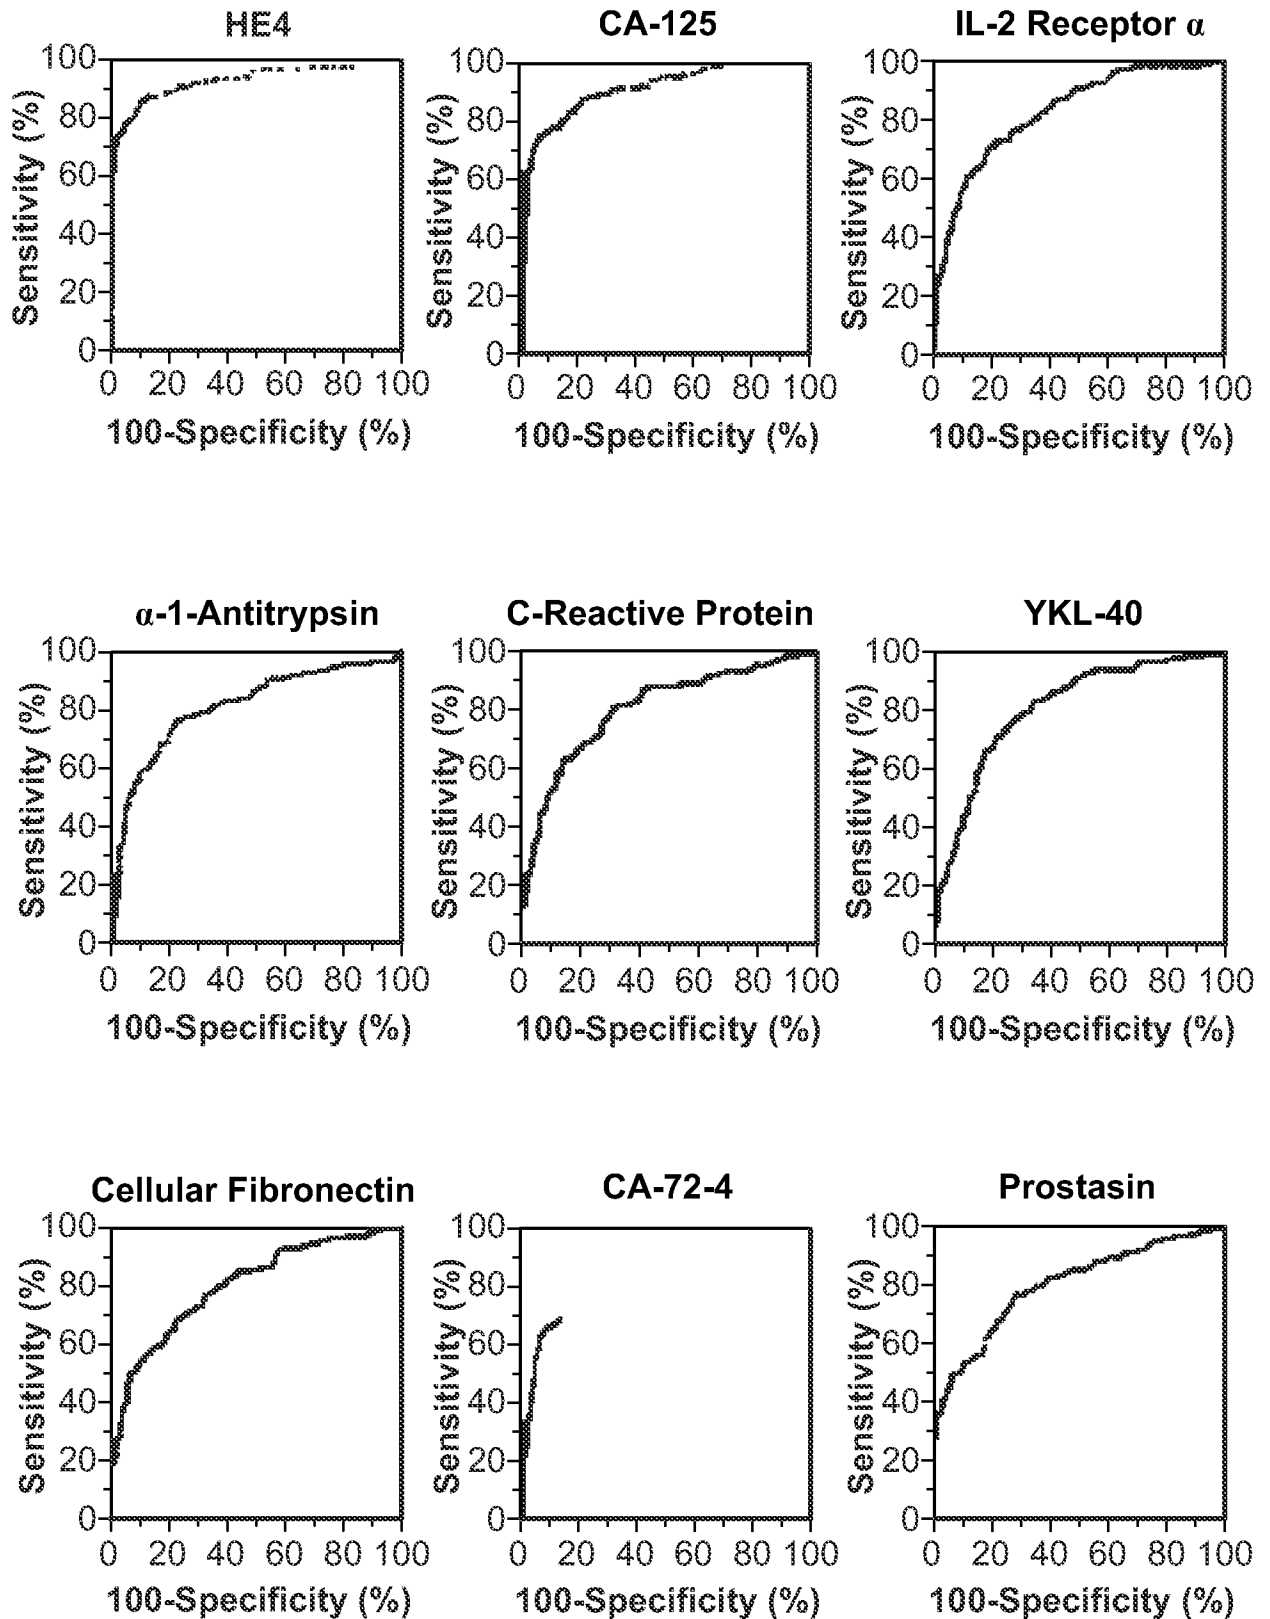 HE4 CA-125 IL-2 Receptor α
100 100 100
80 80 80
60 60 60
40 40 40
20 20 20
0 0 0
Sensitivity (%) Sensitivity (%) Sensitivity (%)
0 20 40 60 80 100 0 20 40 60 80 100 0 20 40 60 80 100
100-Specificity (%) 100-Specificity (%) 100-Specificity (%)
α-1-Antitrypsin C-Reactive Protein YKL-40
100 100 100
80 80 80
60 60 60
40 40 40
20 20 20
0 0 0
Sensitivity (%) Sensitivity (%) Sensitivity (%)
0 20 40 60 80 100 0 20 40 60 80 100 0 20 40 60 80 100
100-Specificity (%) 100-Specificity (%) 100-Specificity (%)
Cellular Fibronectin CA-72-4 Prostasin
100 100 100
80 80 80
60 60 60
40 40 40
20 20 20
0 0 0
Sensitivity (%) Sensitivity (%) Sensitivity (%)
0 20 40 60 80 100 0 20 40 60 80 100 0 20 40 60 80 100
100-Specificity (%) 100-Specificity (%) 100-Specificity (%)